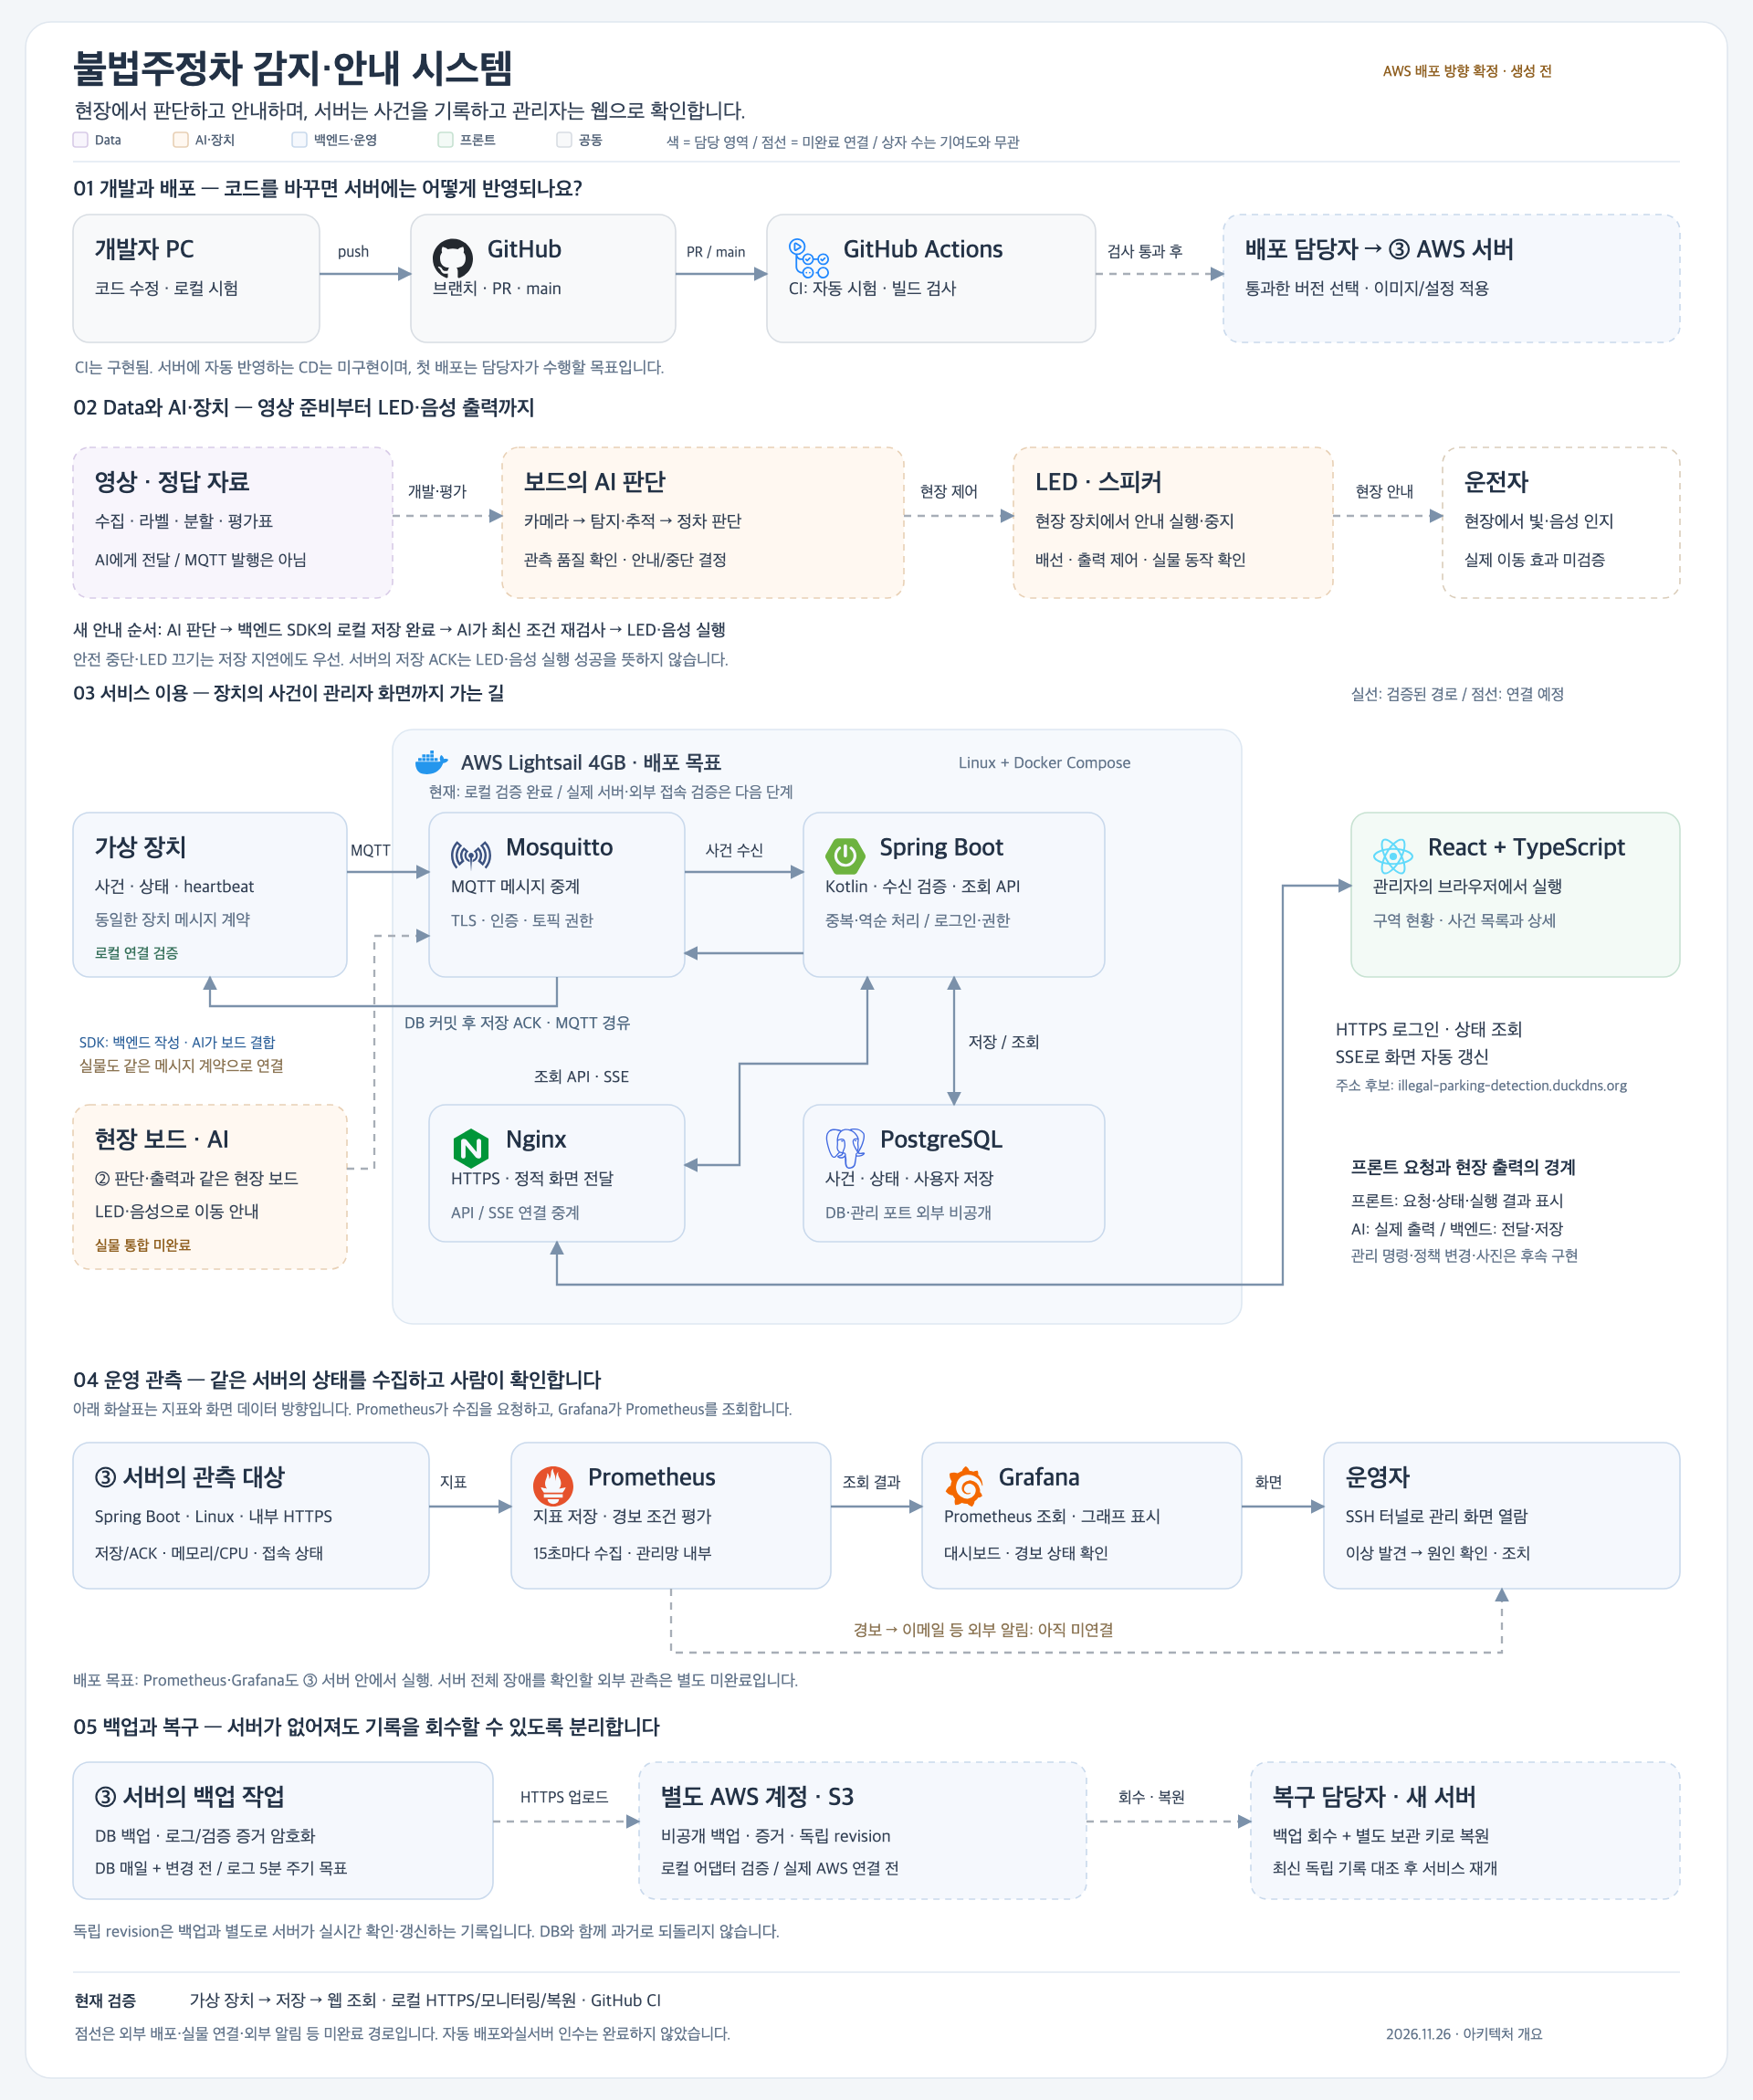 불법주정차 감지·안내 시스템
AWS 배포 방향 확정 · 생성 전
현장에서 판단하고 안내하며, 서버는 사건을 기록하고 관리자는 웹으로 확인합니다.
Data
AI·장치
백엔드·운영
프론트
공동
색 = 담당 영역 / 점선 = 미완료 연결 / 상자 수는 기여도와 무관
01 개발과 배포 — 코드를 바꾸면 서버에는 어떻게 반영되나요?
개발자 PC
코드 수정 · 로컬 시험
push
GitHub
브랜치 · PR · main
PR / main
GitHub Actions
CI: 자동 시험 · 빌드 검사
검사 통과 후
배포 담당자 → ③ AWS 서버
통과한 버전 선택 · 이미지/설정 적용
CI는 구현됨. 서버에 자동 반영하는 CD는 미구현이며, 첫 배포는 담당자가 수행할 목표입니다.
02 Data와 AI·장치 — 영상 준비부터 LED·음성 출력까지
영상 · 정답 자료
수집 · 라벨 · 분할 · 평가표
AI에게 전달 / MQTT 발행은 아님
개발·평가
보드의 AI 판단
카메라 → 탐지·추적 → 정차 판단
관측 품질 확인 · 안내/중단 결정
현장 제어
LED · 스피커
현장 장치에서 안내 실행·중지
배선 · 출력 제어 · 실물 동작 확인
현장 안내
운전자
현장에서 빛·음성 인지
실제 이동 효과 미검증
새 안내 순서: AI 판단 → 백엔드 SDK의 로컬 저장 완료 → AI가 최신 조건 재검사 → LED·음성 실행
안전 중단·LED 끄기는 저장 지연에도 우선. 서버의 저장 ACK는 LED·음성 실행 성공을 뜻하지 않습니다.
03 서비스 이용 — 장치의 사건이 관리자 화면까지 가는 길
실선: 검증된 경로 / 점선: 연결 예정
AWS Lightsail 4GB · 배포 목표
Linux + Docker Compose
현재: 로컬 검증 완료 / 실제 서버·외부 접속 검증은 다음 단계
가상 장치
사건 · 상태 · heartbeat
동일한 장치 메시지 계약
로컬 연결 검증
MQTT
Mosquitto
MQTT 메시지 중계
TLS · 인증 · 토픽 권한
사건 수신
Spring Boot
Kotlin · 수신 검증 · 조회 API
중복·역순 처리 / 로그인·권한
React + TypeScript
관리자의 브라우저에서 실행
구역 현황 · 사건 목록과 상세
DB 커밋 후 저장 ACK · MQTT 경유
SDK: 백엔드 작성 · AI가 보드 결합
실물도 같은 메시지 계약으로 연결
조회 API · SSE
저장 / 조회
HTTPS 로그인 · 상태 조회
SSE로 화면 자동 갱신
주소 후보: illegal-parking-detection.duckdns.org
현장 보드 · AI
② 판단·출력과 같은 현장 보드
LED·음성으로 이동 안내
실물 통합 미완료
Nginx
HTTPS · 정적 화면 전달
API / SSE 연결 중계
PostgreSQL
사건 · 상태 · 사용자 저장
DB·관리 포트 외부 비공개
프론트 요청과 현장 출력의 경계
프론트: 요청·상태·실행 결과 표시
AI: 실제 출력 / 백엔드: 전달·저장
관리 명령·정책 변경·사진은 후속 구현
04 운영 관측 — 같은 서버의 상태를 수집하고 사람이 확인합니다
아래 화살표는 지표와 화면 데이터 방향입니다. Prometheus가 수집을 요청하고, Grafana가 Prometheus를 조회합니다.
③ 서버의 관측 대상
Spring Boot · Linux · 내부 HTTPS
저장/ACK · 메모리/CPU · 접속 상태
지표
Prometheus
지표 저장 · 경보 조건 평가
15초마다 수집 · 관리망 내부
조회 결과
Grafana
Prometheus 조회 · 그래프 표시
대시보드 · 경보 상태 확인
화면
운영자
SSH 터널로 관리 화면 열람
이상 발견 → 원인 확인 · 조치
경보 → 이메일 등 외부 알림: 아직 미연결
배포 목표: Prometheus·Grafana도 ③ 서버 안에서 실행. 서버 전체 장애를 확인할 외부 관측은 별도 미완료입니다.
05 백업과 복구 — 서버가 없어져도 기록을 회수할 수 있도록 분리합니다
③ 서버의 백업 작업
DB 백업 · 로그/검증 증거 암호화
DB 매일 + 변경 전 / 로그 5분 주기 목표
HTTPS 업로드
별도 AWS 계정 · S3
비공개 백업 · 증거 · 독립 revision
로컬 어댑터 검증 / 실제 AWS 연결 전
회수 · 복원
복구 담당자 · 새 서버
백업 회수 + 별도 보관 키로 복원
최신 독립 기록 대조 후 서비스 재개
독립 revision은 백업과 별도로 서버가 실시간 확인·갱신하는 기록입니다. DB와 함께 과거로 되돌리지 않습니다.
현재 검증
가상 장치 → 저장 → 웹 조회 · 로컬 HTTPS/모니터링/복원 · GitHub CI
점선은 외부 배포·실물 연결·외부 알림 등 미완료 경로입니다. 자동 배포와실서버 인수는 완료하지 않았습니다.
2026.11.26 · 아키텍처 개요